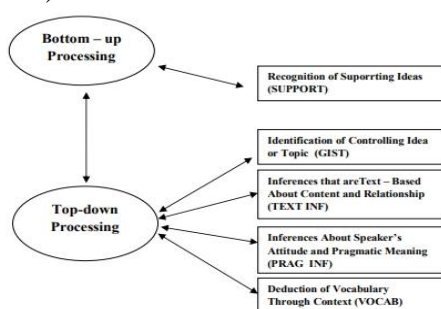 Bottom – up
Processing
Recognition of Suporrting Ideas
(SUPPORT)
Identification of Controlling Idea
or Topic  (GIST)
Inferences that areText – Based
About Content and Relationship
(TEXT INF)
Top-down
Processing
Inferences About Speaker’s
Attitude and Pragmatic Meaning
(PRAG  INF)
Deduction of Vocabulary
Through Context (VOCAB)